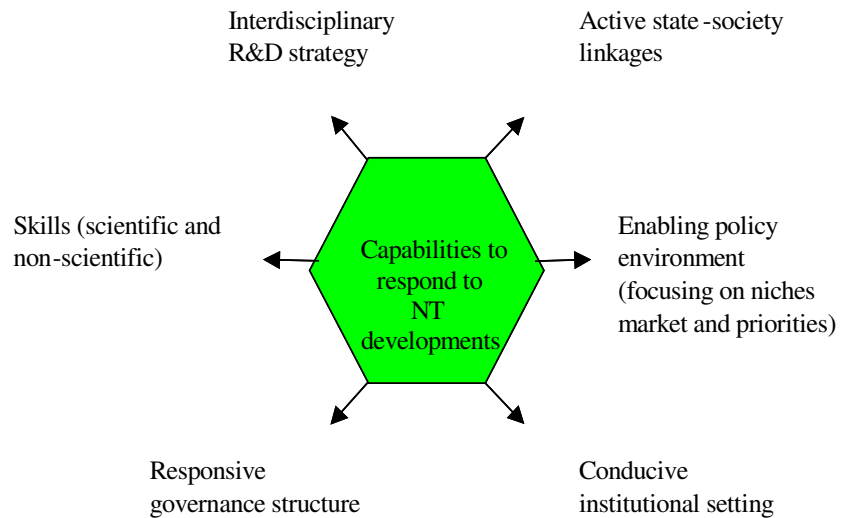 Interdisciplinary
R&D strategy
Active state-society
linkages
Skills (scientific and
non-scientific)
Capabilities to
respond to
NT
developments
Enabling policy
environment
(focusing on niches
market and priorities)
Responsive
governance structure
Conducive
institutional setting